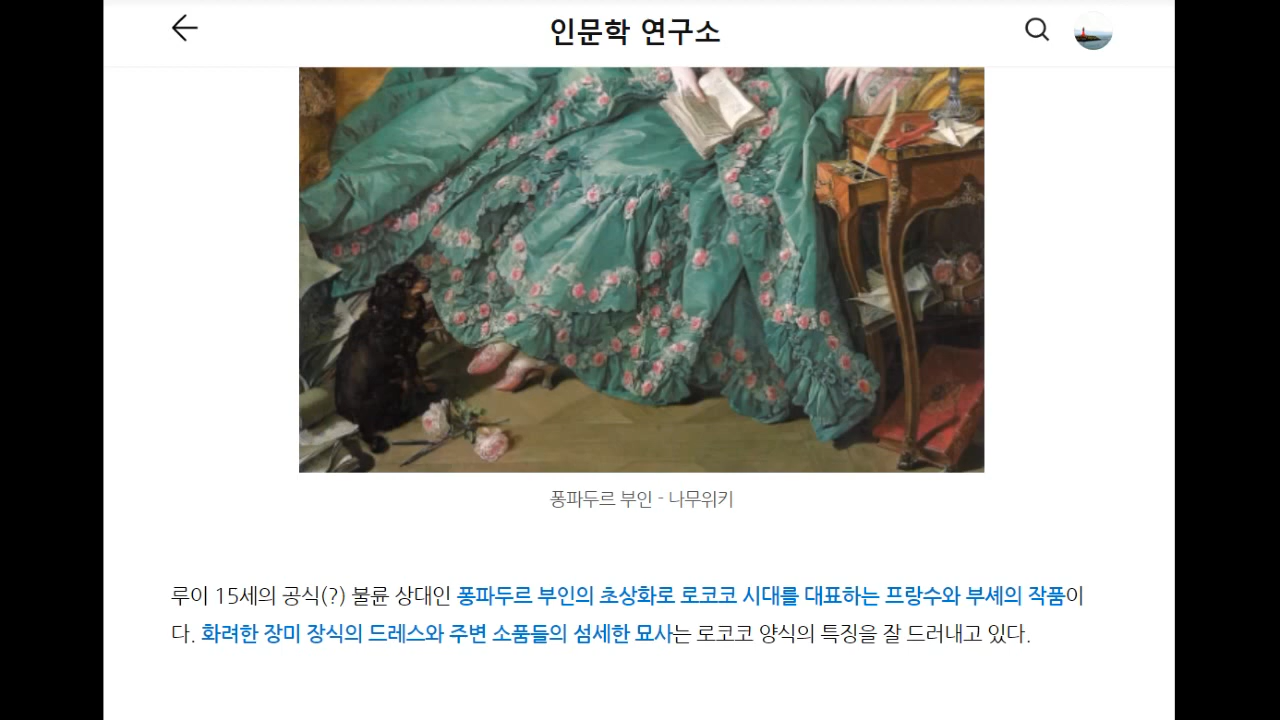 인문학 연구소
퐁파두르 부인 - 나무위키
루이 15세의 공식(?) 불륜 상대인 퐁파두르 부인의 초상화로 로코코 시대를 대표하는 프랑수와 부셰의 작품이
다. 화려한 장미 장식의 드레스와 주변 소품들의 섬세한 묘사는 로코코 양식의 특징을 잘 드러내고 있다.